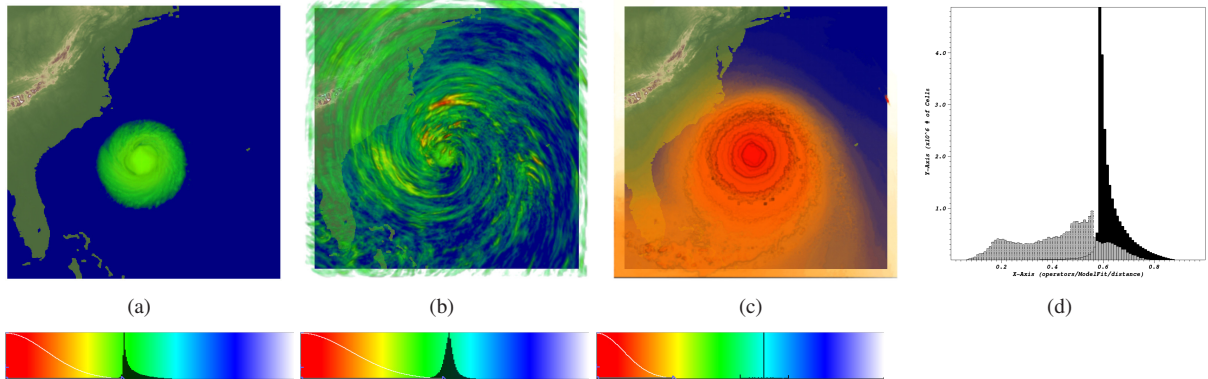 4.0
3.0
2.0
1.0
0.2
0.4
0.6
0.8
Y-Axis (x10^6 # of Cells
X-Axis (operators/ModelFit/distance)
(a)
(b)
(c)
(d)